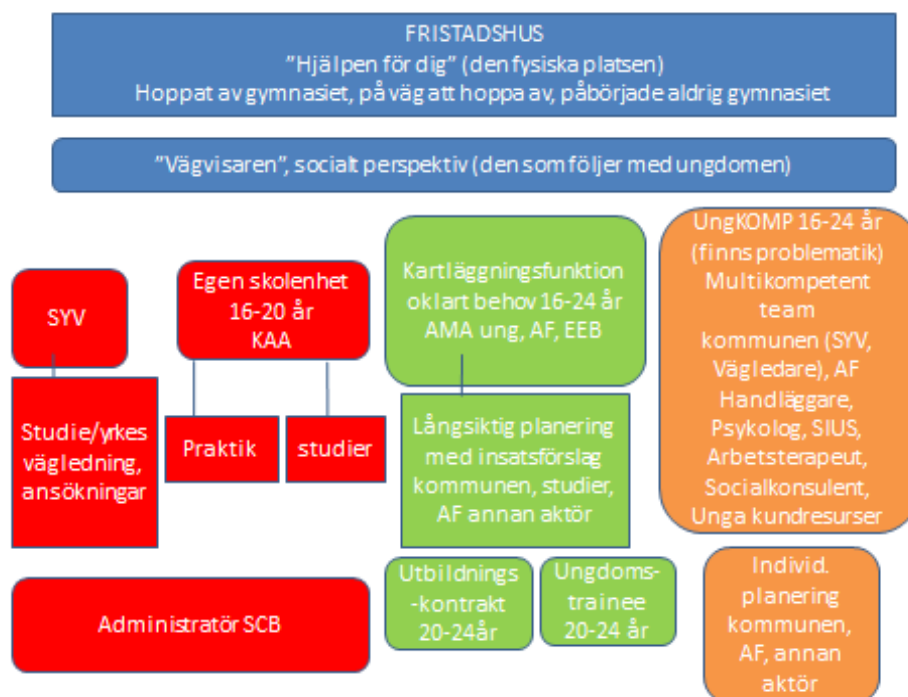 FRISTADSHUS
”Hjälpen för dig” (den fysiska platsen)
Hoppat av gymnasiet, på väg att hoppa av, påbörjade aldrig gymnasiet
”Vägvisaren”, socialt perspektiv (den som följer med ungdomen)
SYV
Studie/yrkes
vägledning,
ansökningar
Egen skolenhet
16-20 år
KAA
Praktik
studier
Administratör SCB
Kartläggningsfunktion
oklart behov 16-24 år
AMA ung, AF, EEB
Långsiktig planering
med insatsförslag
kommunen, studier,
AF annan aktör
Utbildnings
-kontrakt
20-24år
Ungdoms-
trainee
20-24 år
UngKOMP 16-24 år
(finns problematik)
Multikompetent
team
kommunen (SYV,
Vägledare), AF
Handläggare,
Psykolog, SIUS,
Arbetsterapeut,
Socialkonsulent,
Unga kundresurser
Individ.
planering
kommunen,
AF, annan
aktör